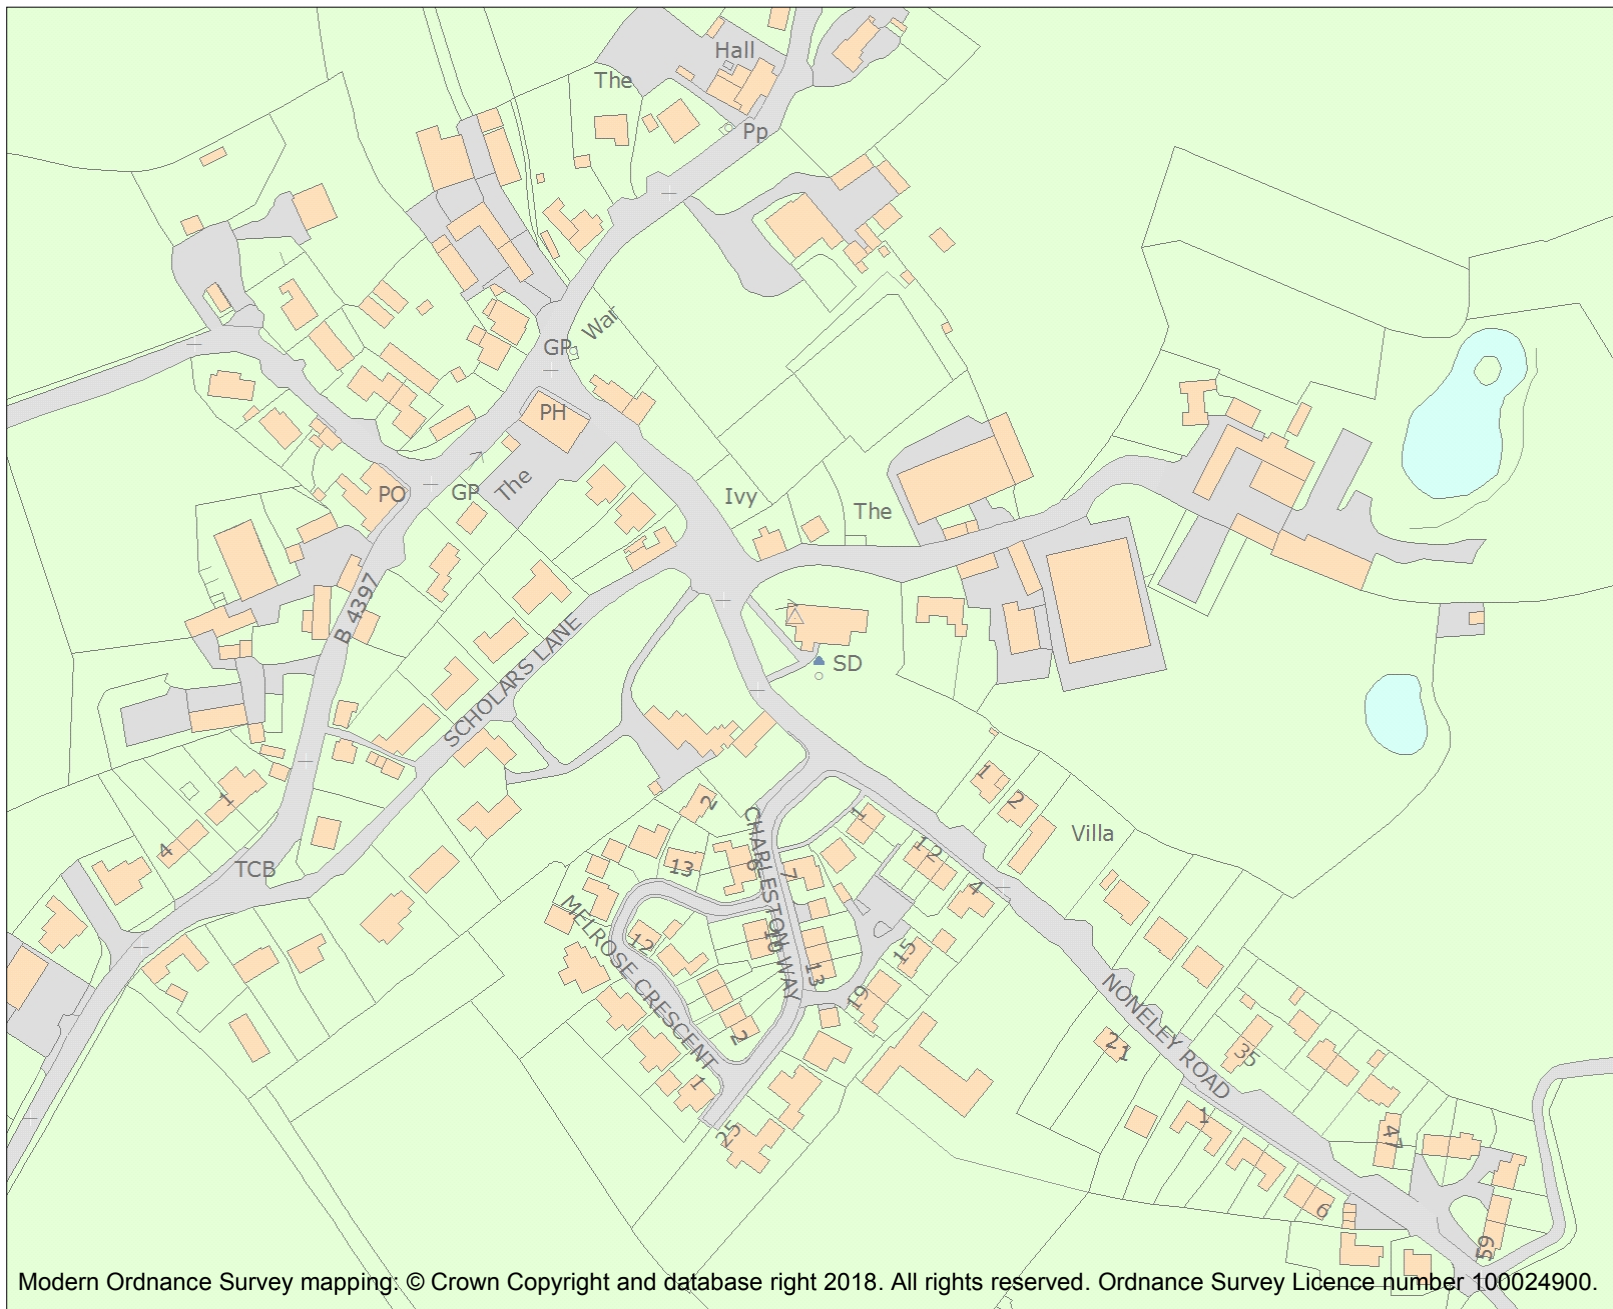 Hall
The
Pp
War
GP
PH
7
The
GP
PO
Ivy
The
B 4397
SCHOLARS LANE
SD
1
4
TCB
2
1
2
Villa
CHARLESTON WAY
1
12
13
6
7
4
MELROSE CRESCENT
12
10
13
15
19
2
1
25
NONELEY ROAD
21
35
1
47
6
59
Modern Ordnance Survey mapping: © Crown Copyright and database right 2018. All rights reserved. Ordnance Survey Licence number 100024900.